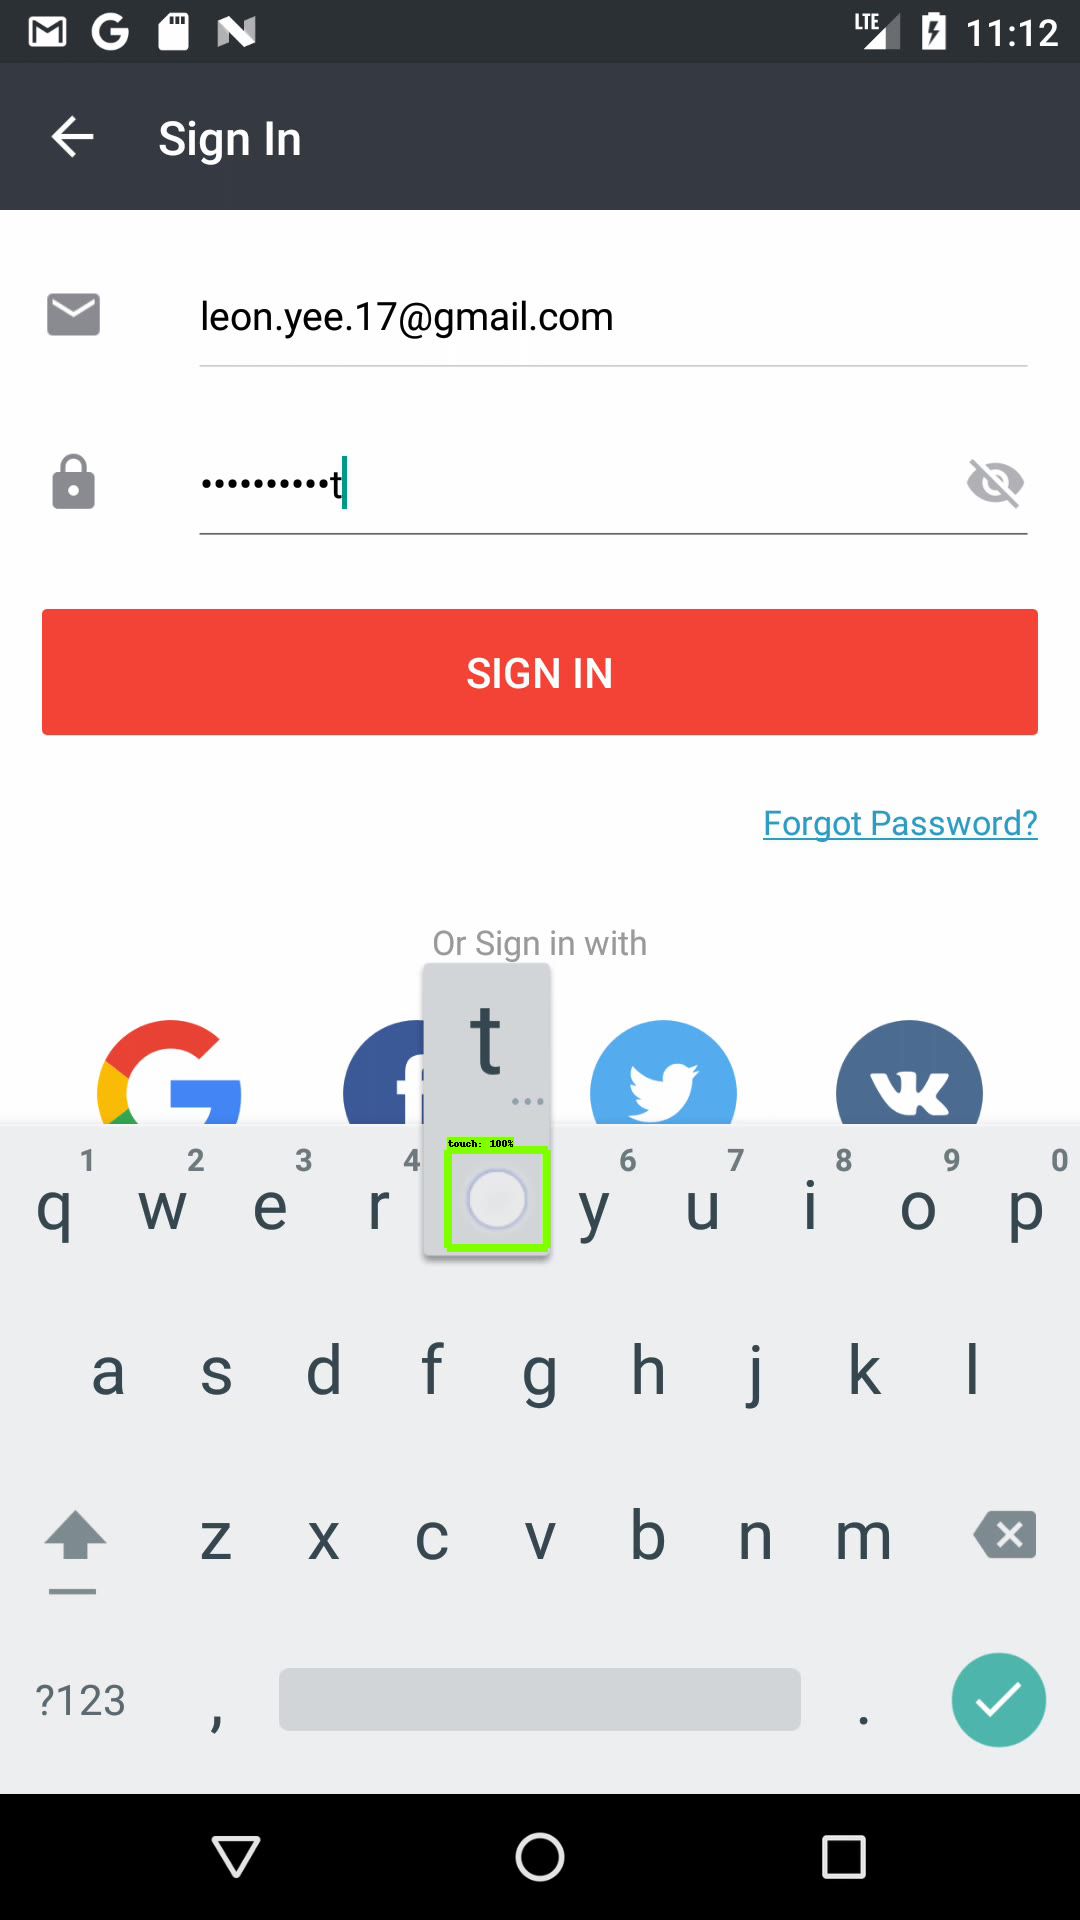 LTE 11:12
Sign In
leon.yee.17@gmail.com
••••••••••t
SIGN IN
Forgot Password?
Or Sign in with
t
...
touch: 100%
1 2 3 4 6 7 8 9 0
q w e r y u i o p
a s d f g h j k l
z x c v b n m
?123 , .